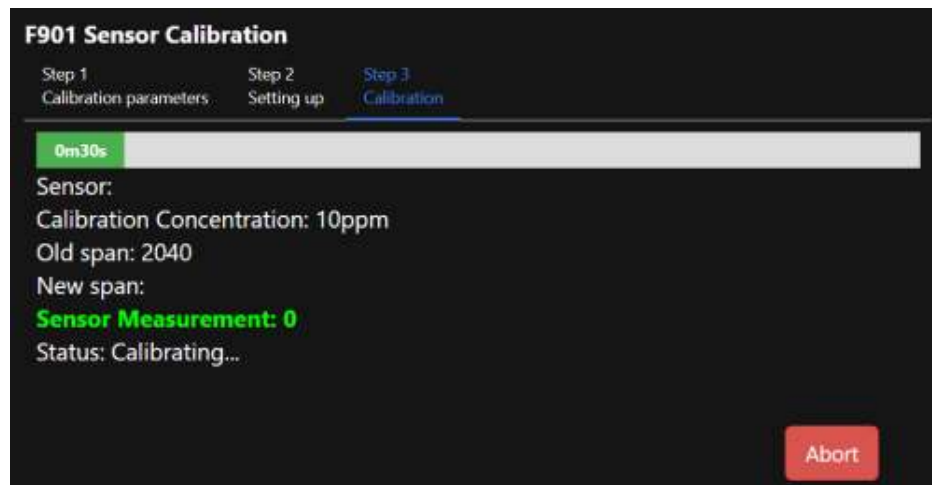 F901 Sensor Calibration
Step 1
Calibration parameters
Step 2
Setting up
Step 3
Calibration
0m30s
Sensor:
Calibration Concentration: 10ppm
Old span: 2040
New span:
Sensor Measurement: 0
Status: Calibrating...
Abort